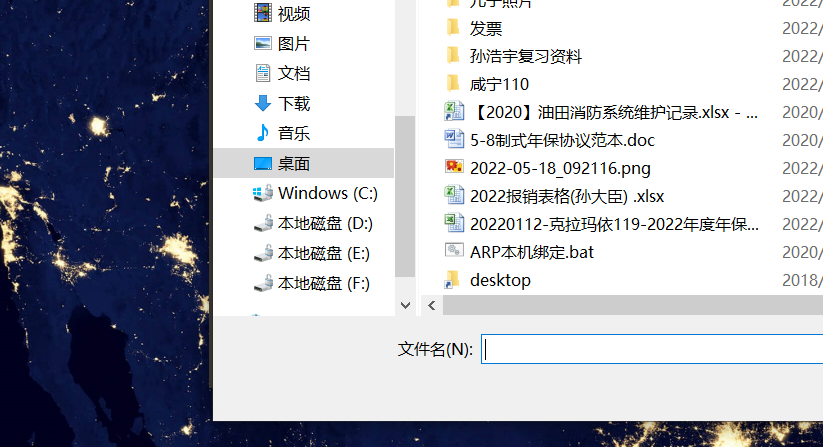 视频
图片
文档
下载
音乐
桌面
Windows (C:)
本地磁盘 (D:)
本地磁盘 (E:)
本地磁盘 (F:)
儿子照片
2022/
发票
2022/
孙浩宇复习资料
2022/
咸宁110
2022/
【2020】油田消防系统维护记录.xlsx - ...
2020/
5-8制式年保协议范本.doc
2020/
2022-05-18_092116.png
2022/
2022报销表格(孙大臣) .xlsx
2022/
20220112-克拉玛依119-2022年度年保...
2022/
ARP本机绑定.bat
2020/
desktop
2018/
文件名(N):